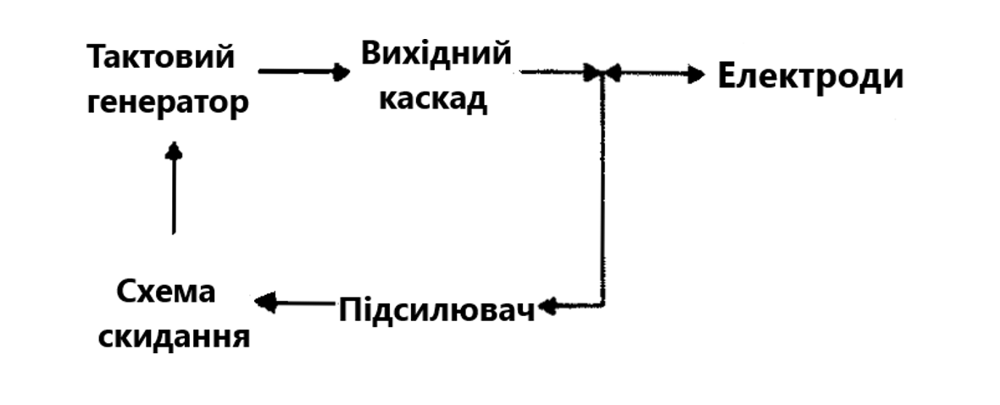 Тактовий
генератор
Вихідний
каскад
Електроди
Схема
скидання
Підсилювач